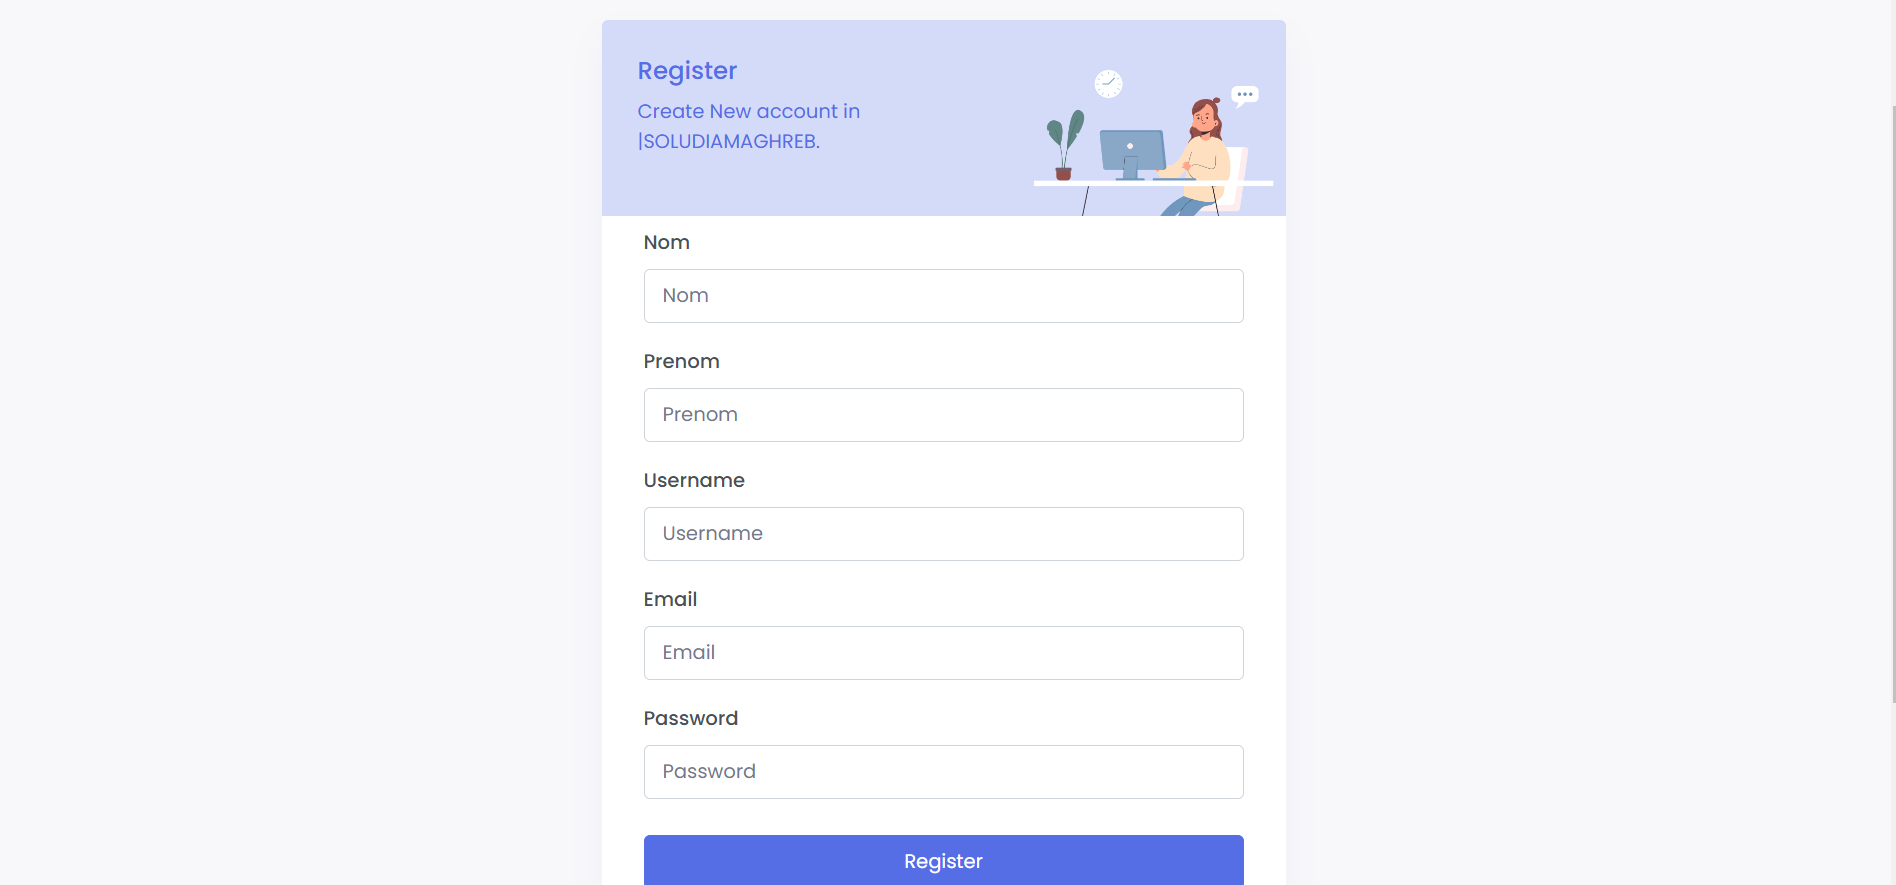 Register
Create New account in
|SOLUDIAMAGHREB.
Nom
Nom
Prenom
Prenom
Username
Username
Email
Email
Password
Password
Register